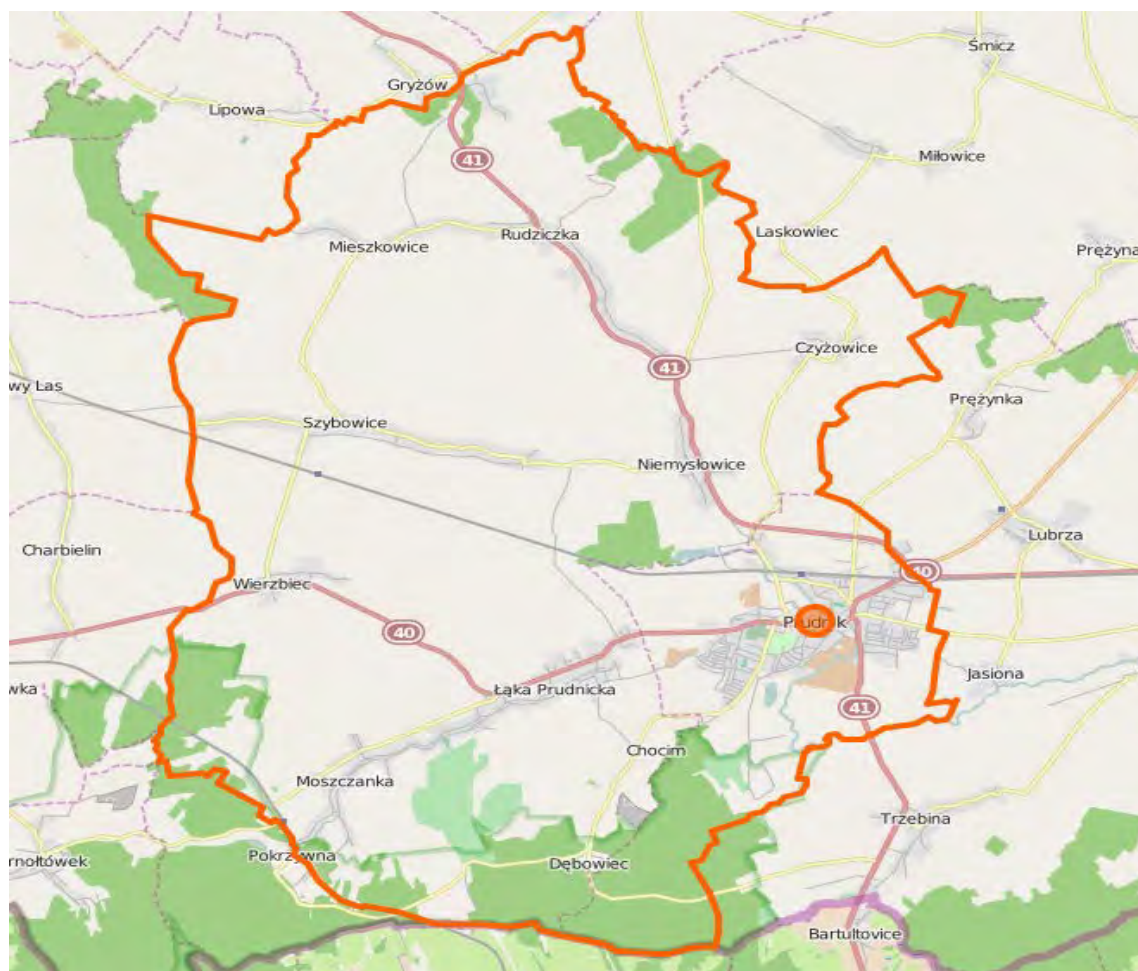 Śmicz
Gryżów
Lipowa
41
Miłowice
Mieszkowice
Rudziczka
Laskowiec
Prężyna
Czyżowice
41
wy Las
Prężynka
Szybowice
Niemysłowice
Charbielin
Lubrza
Wierzbiec
40
40
Prudnik
Łąka Prudnicka
Jasiona
wka
41
Chocim
Moszczanka
Trzebina
rnołtówek
Pokrzywna
Dębowiec
Bartultovice